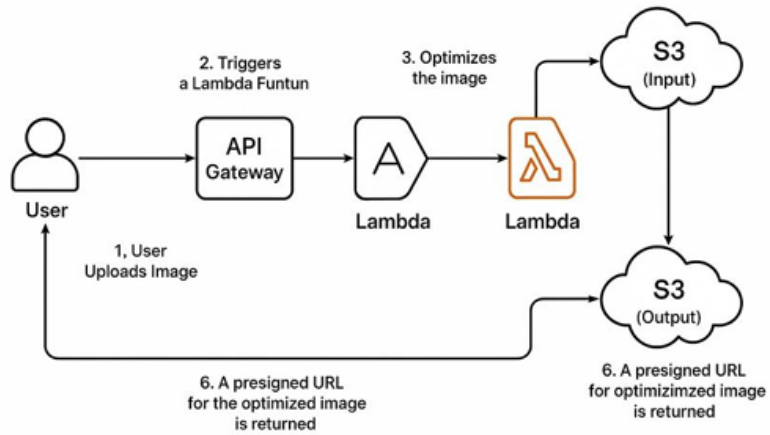 2. Triggers
a Lambda Funtun
3. Optimizes
the image
S3
(Input)
API
Gateway
A
Lambda
Lambda
User
1, User
Uploads Image
S3
(Output)
6. A presigned URL
for the optimized image
is returned
6. A presigned URL
for optimizimzed image
is returned